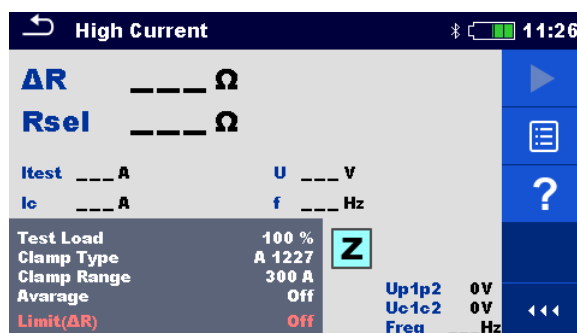 High Current 11:26
ΔR ___ Ω
Rsel ___ Ω
Itest ___ A U ___ V
Ic ___ A f ___ Hz
?
Test Load 100 %
Clamp Type A 1227
Clamp Range 300 A
Avarage Off
Limit(ΔR) Off
Z
Up1p2 0V
Uc1c2 0V
Freq Hz